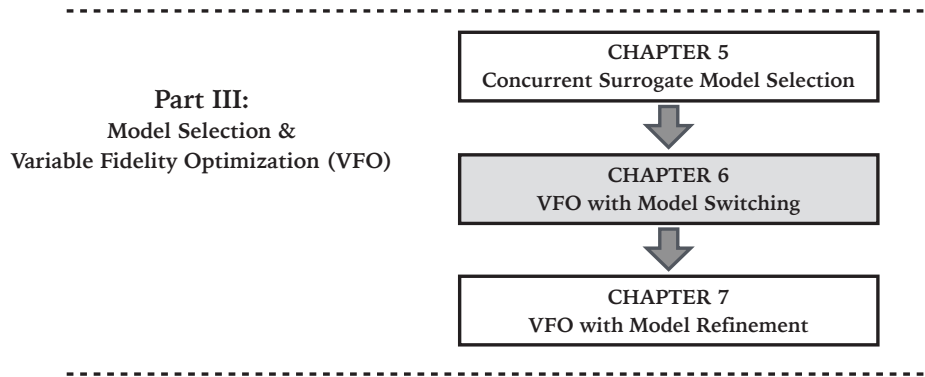 Part III:
Model Selection &
Variable Fidelity Optimization (VFO)
CHAPTER 5
Concurrent Surrogate Model Selection
CHAPTER 6
VFO with Model Switching
CHAPTER 7
VFO with Model Refinement